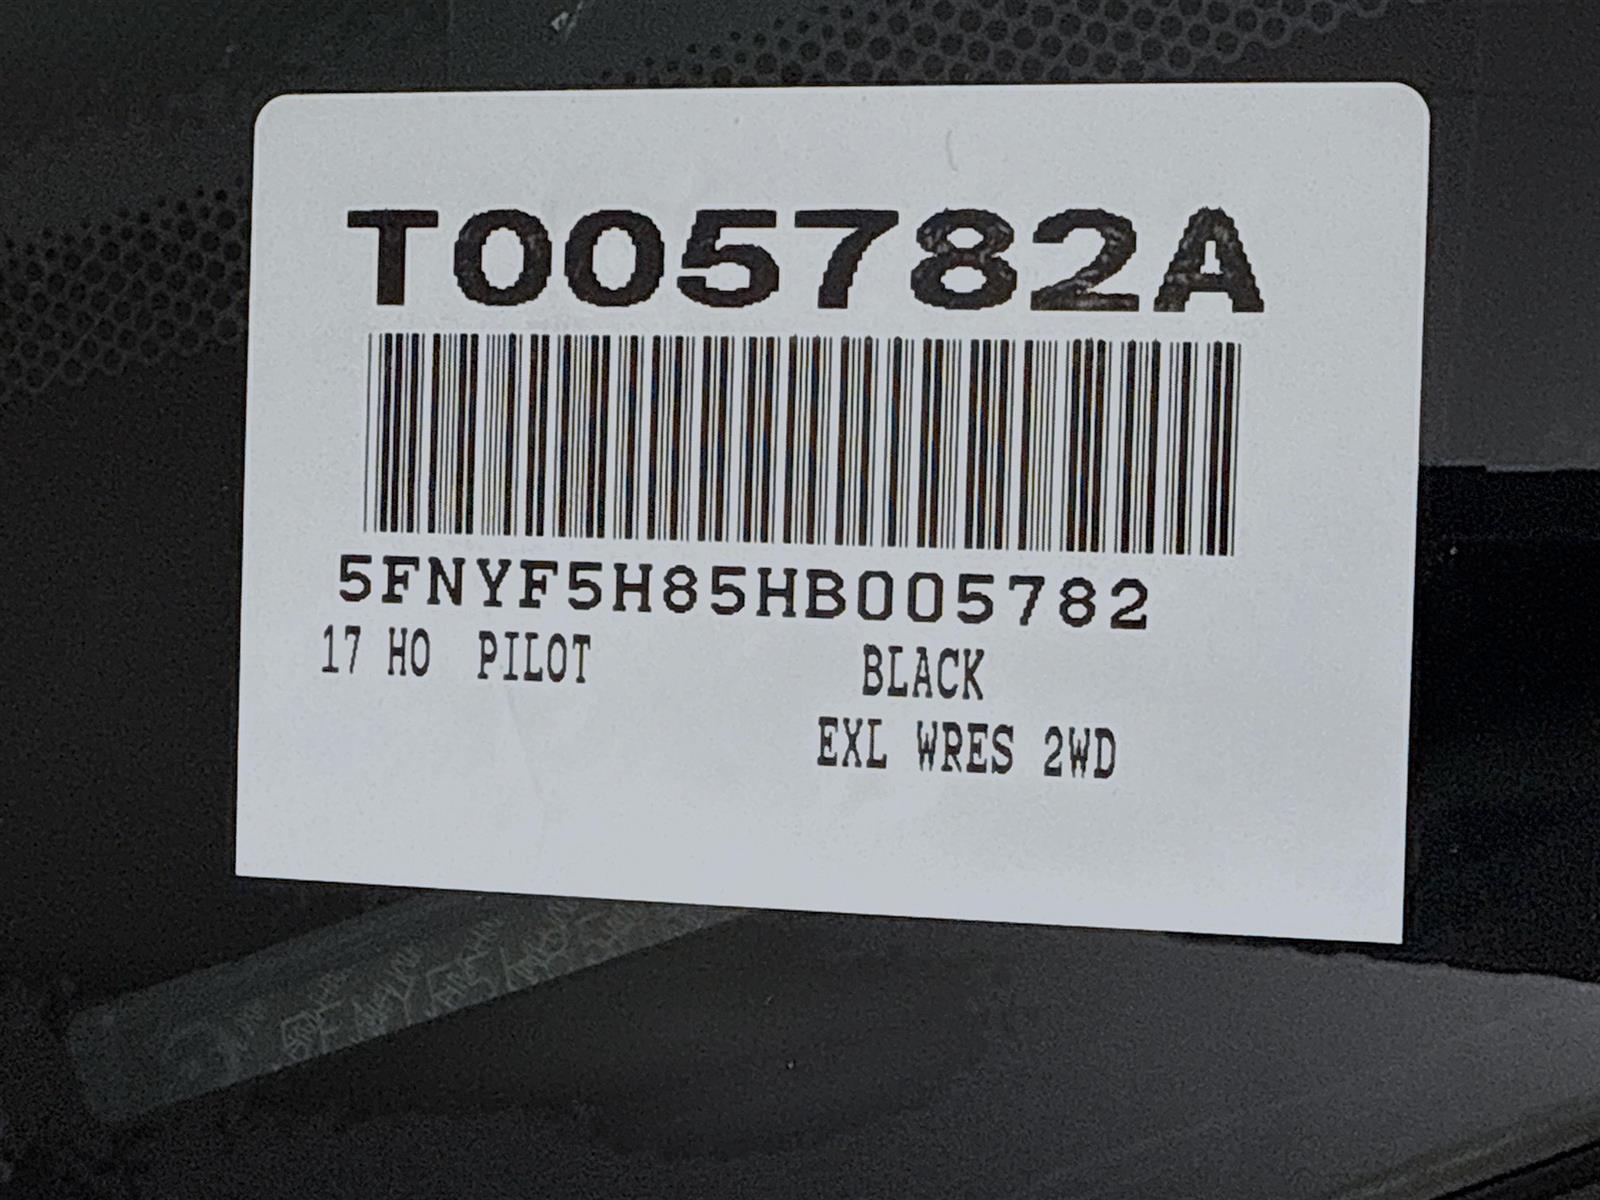 T005782A
5FNYF5H85HB005782
17 HO PILOT BLACK
EXL WRES 2WD